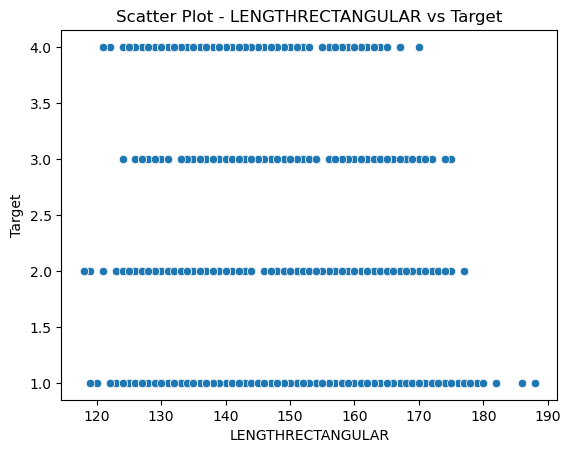 Scatter Plot - LENGTHRECTANGULAR vs Target
4.0
3.5
3.0
2.5
2.0
1.5
1.0
Target
120 130 140 150 160 170 180 190
LENGTHRECTANGULAR